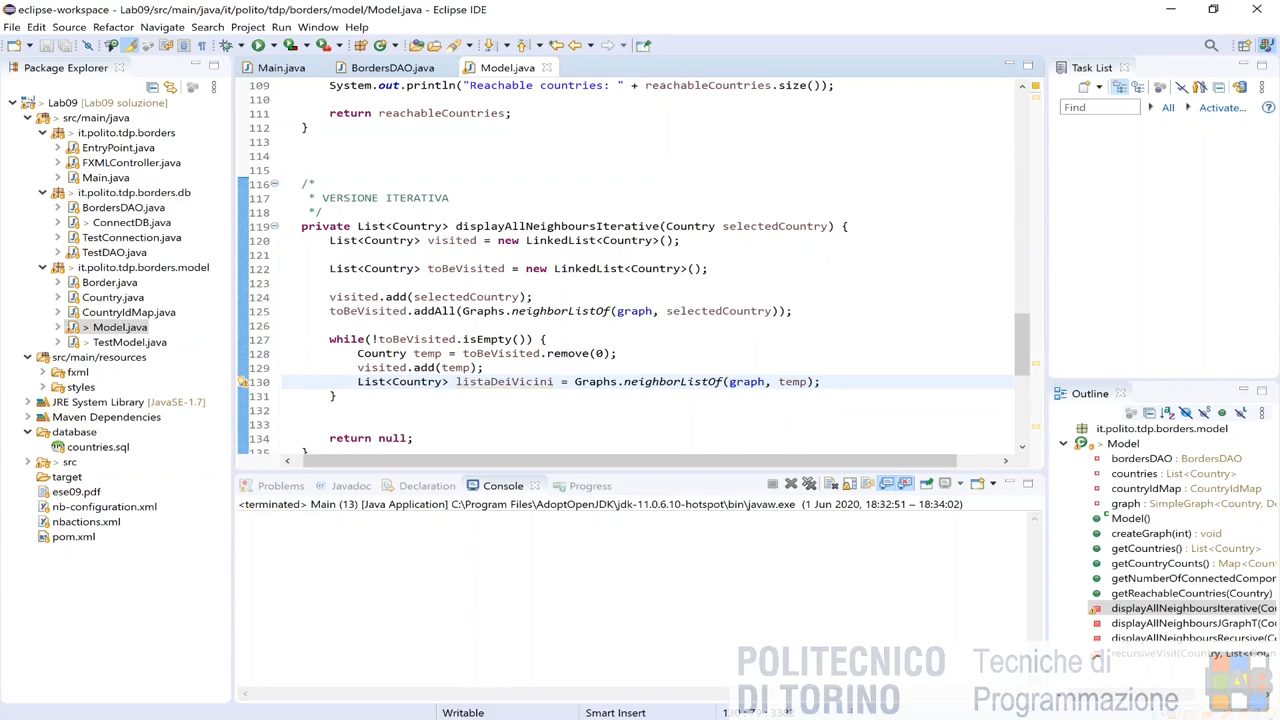 eclipse-workspace - Lab09/src/main/java/it/polito/tdp/borders/model/Model.java - Eclipse IDE
File Edit Source Refactor Navigate Search Project Run Window Help
Package Explorer
Lab09 [Lab09 soluzione]
src/main/java
it.polito.tdp.borders
EntryPoint.java
FXMLController.java
Main.java
> it.polito.tdp.borders.db
BordersDAO.java
> ConnectDB.java
TestConnection.java
TestDAO.java
> it.polito.tdp.borders.model
Border.java
Country.java
CountryIdMap.java
> Model.java
> TestModel.java
src/main/resources
fxml
styles
JRE System Library [JavaSE-1.7]
Maven Dependencies
database
countries.sql
> src
target
ese09.pdf
nb-configuration.xml
nbactions.xml
pom.xml
Main.java BordersDAO.java Model.java
109 System.out.println("Reachable countries: " + reachableCountries.size());
110
111 return reachableCountries;
112 }
113
114
115
116 /*
117 * VERSIONE ITERATIVA
118 */
119 private List<Country> displayAllNeighboursIterative(Country selectedCountry) {
120 List<Country> visited = new LinkedList<Country>();
121
122 List<Country> toBeVisited = new LinkedList<Country>();
123
124 visited.add(selectedCountry);
125 toBeVisited.addAll(Graphs.neighborListOf(graph, selectedCountry));
126
127 while(!toBeVisited.isEmpty()) {
128 Country temp = toBeVisited.remove(0);
129 visited.add(temp);
130 List<Country> listaDeiVicini = Graphs.neighborListOf(graph, temp);
131 }
132
133
134 return null;
135 }
Problems Javadoc Declaration Console Progress
<terminated> Main (13) [Java Application] C:\Program Files\AdoptOpenJDK\jdk-11.0.6.10-hotspot\bin\javaw.exe (1 Jun 2020, 18:32:51 – 18:34:02)
Task List
Find All Activate...
Outline
it.polito.tdp.borders.model
Model
bordersDAO : BordersDAO
countries : List<Country>
countryIdMap : CountryIdMap
graph : SimpleGraph<Country, De
Model()
createGraph(int) : void
getCountries() : List<Country>
getCountryCounts() : Map<Country
getNumberOfConnectedCompor
getReachableCountries(Country)
displayAllNeighboursIterative(Cou
displayAllNeighboursJGraphT(Cou
displayAllNeighboursRecursive(Co
recursiveVisit(Country, List<Coun
POLITECNICO
DI TORINO
Tecniche di
Programmazione
Writable Smart Insert